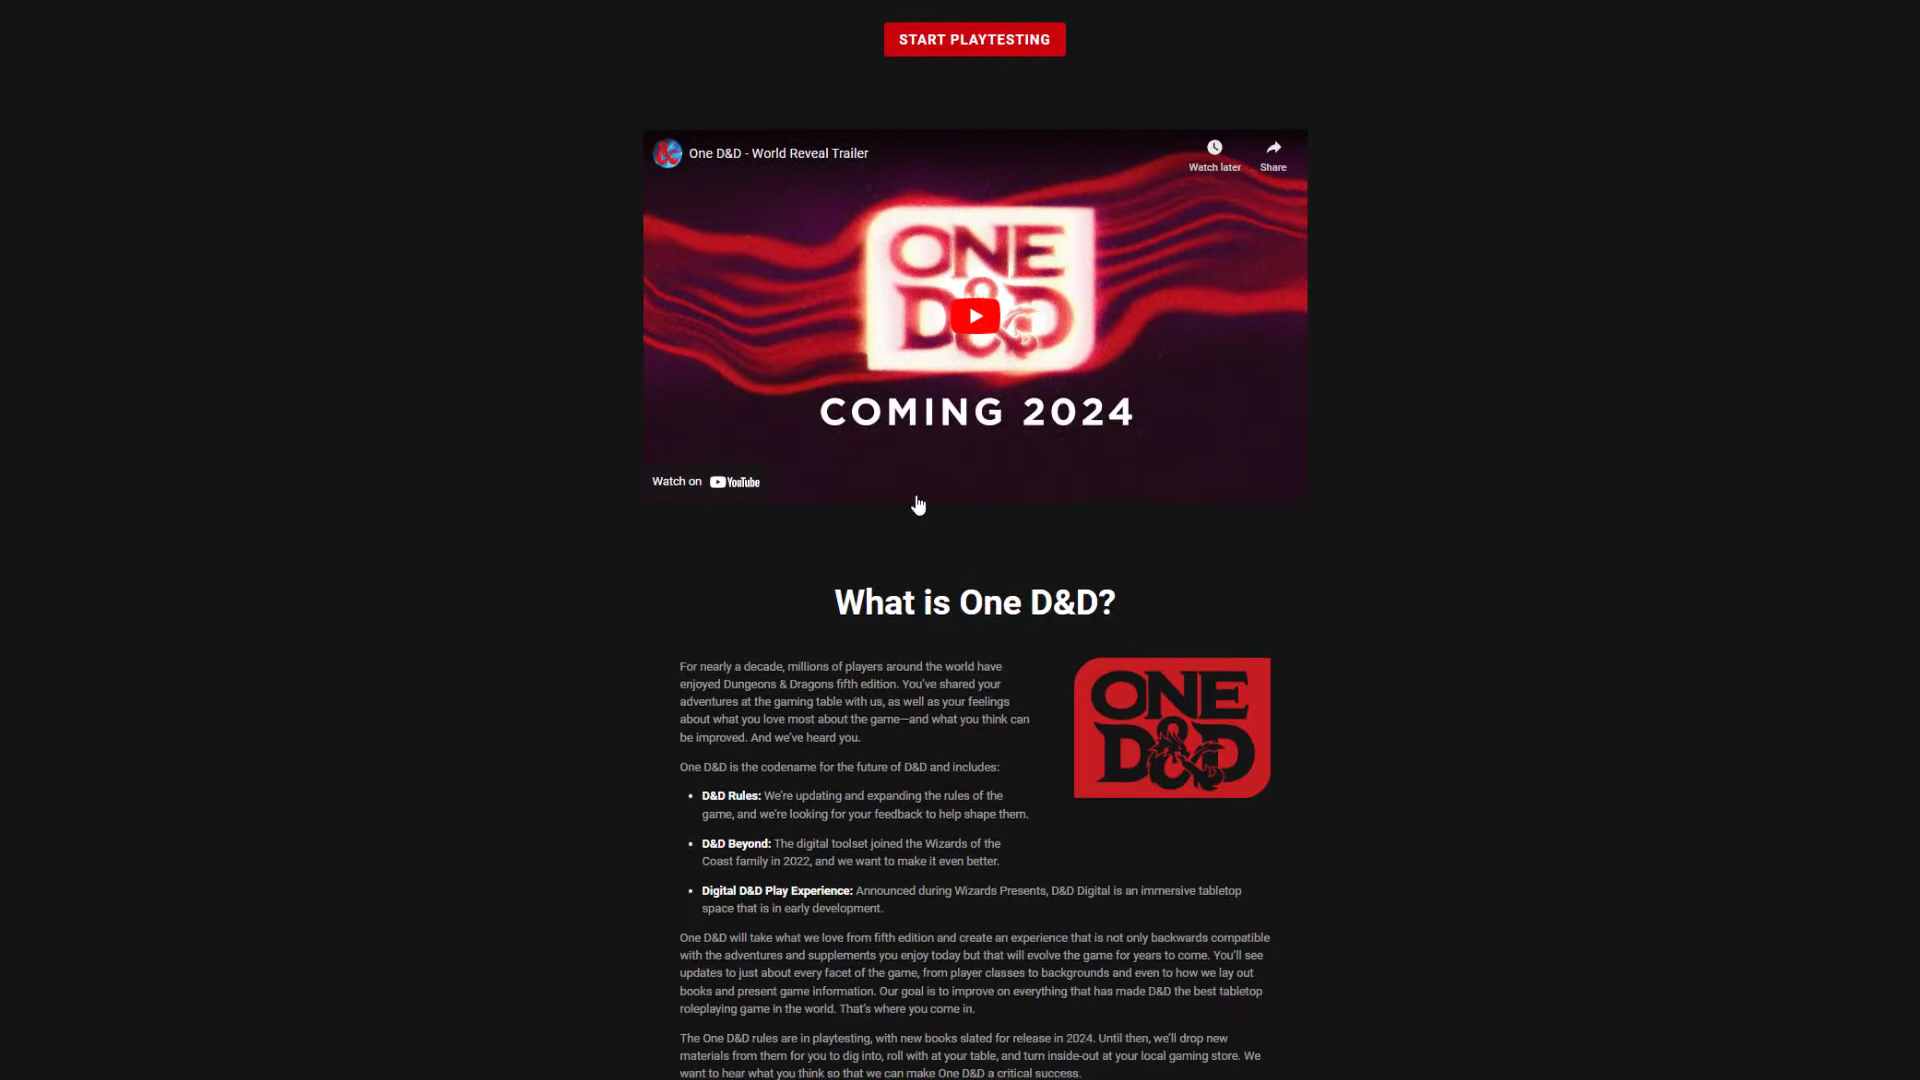 START PLAYTESTING
One D&D - World Reveal Trailer
Watch later
Share
ONE
D&D
COMING 2024
Watch on YouTube
What is One D&D?
For nearly a decade, millions of players around the world have
enjoyed Dungeons & Dragons fifth edition. You've shared your
adventures at the gaming table with us, as well as your feelings
about what you love most about the game—and what you think can
be improved. And we've heard you.
ONE
D&D
One D&D is the codename for the future of D&D and includes:
• D&D Rules: We're updating and expanding the rules of the
game, and we're looking for your feedback to help shape them.
• D&D Beyond: The digital toolset joined the Wizards of the
Coast family in 2022, and we want to make it even better.
• Digital D&D Play Experience: Announced during Wizards Presents, D&D Digital is an immersive tabletop
space that is in early development.
One D&D will take what we love from fifth edition and create an experience that is not only backwards compatible
with the adventures and supplements you enjoy today but that will evolve the game for years to come. You'll see
updates to just about every facet of the game, from player classes to backgrounds and even to how we lay out
books and present game information. Our goal is to improve on everything that has made D&D the best tabletop
roleplaying game in the world. That's where you come in.
The One D&D rules are in playtesting, with new books slated for release in 2024. Until then, we'll drop new
materials from them for you to dig into, roll with at your table, and turn inside-out at your local gaming store. We
want to hear what you think so that we can make One D&D a critical success.